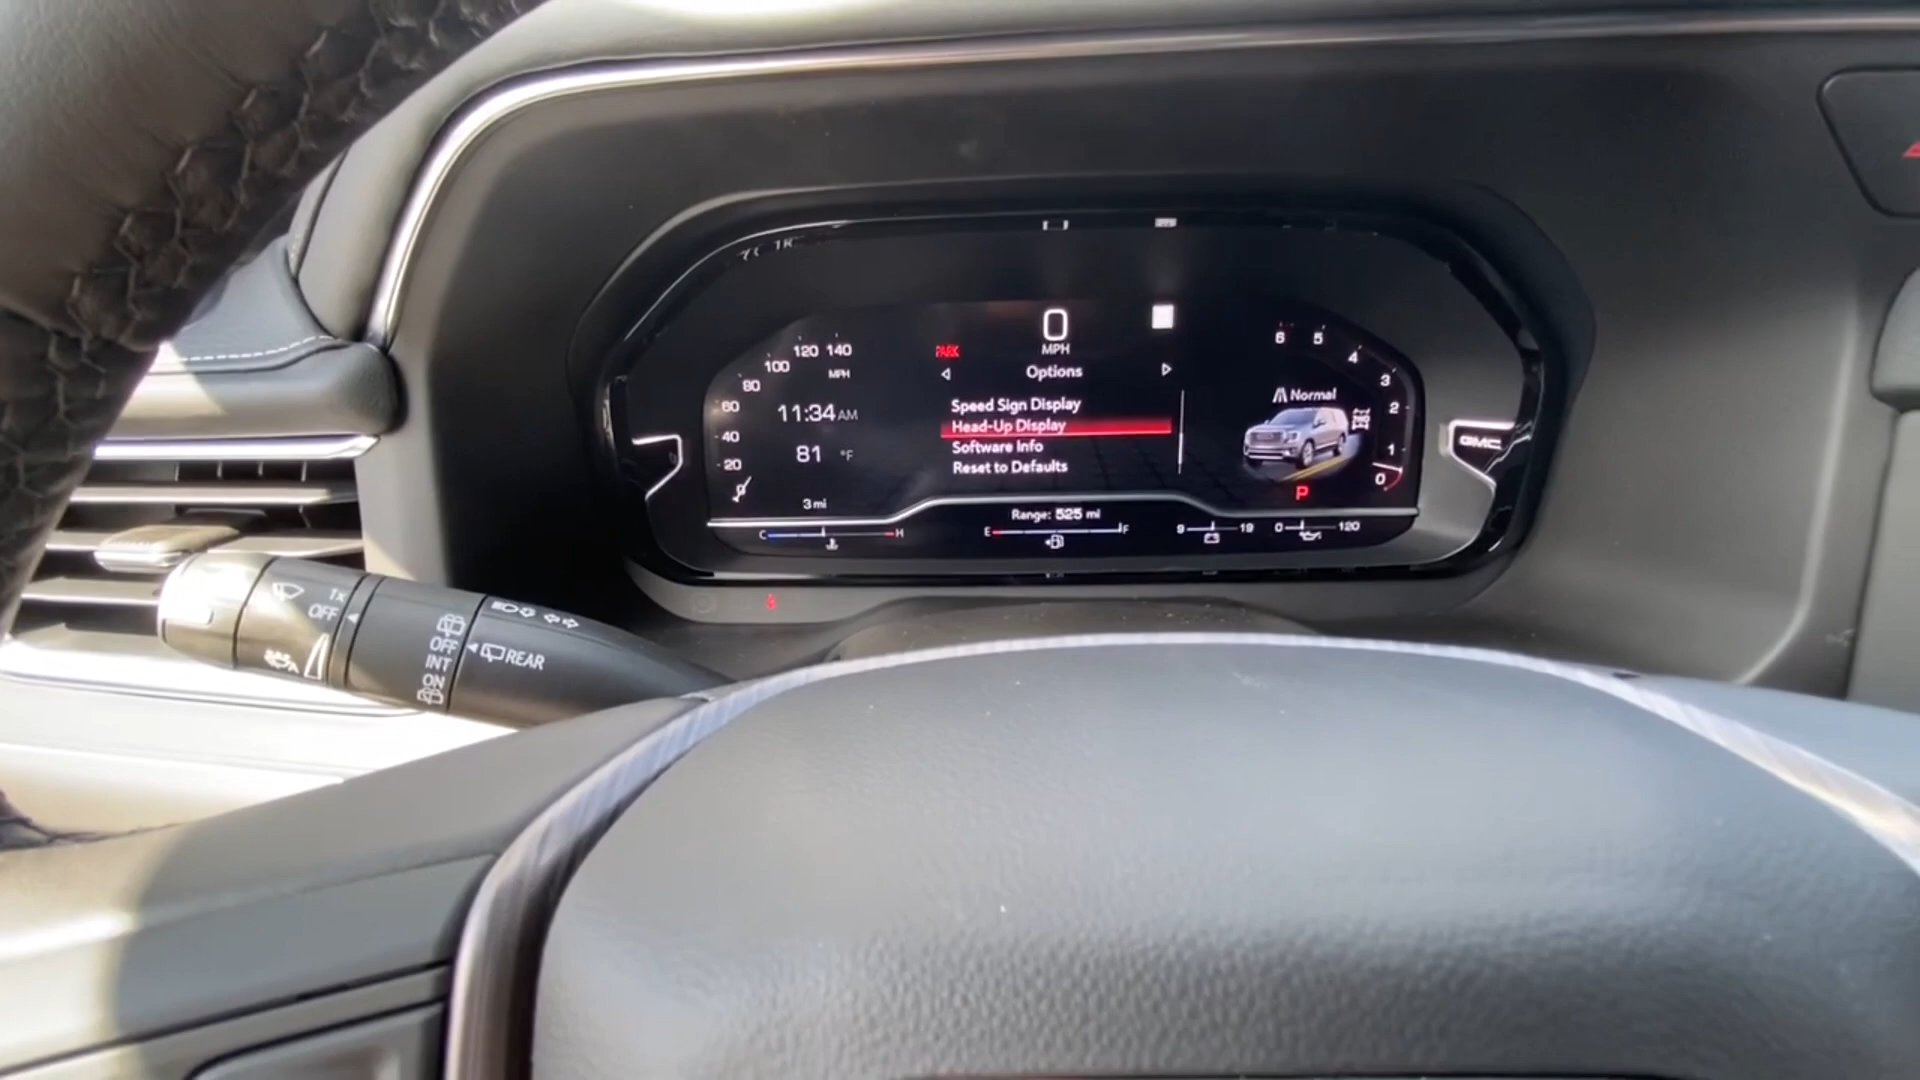 0
MPH
PARK
Options
Speed Sign Display
Head-Up Display
Software Info
Reset to Defaults
140
120
100
80
60
40
20
MPH
11:34 AM
81 °F
3 mi
C H
Range: 525 mi
E F
9 19
0 120
6
5
4
3
2
1
0
Normal
P
GMC
1x
OFF
OFF
INT
ON
REAR